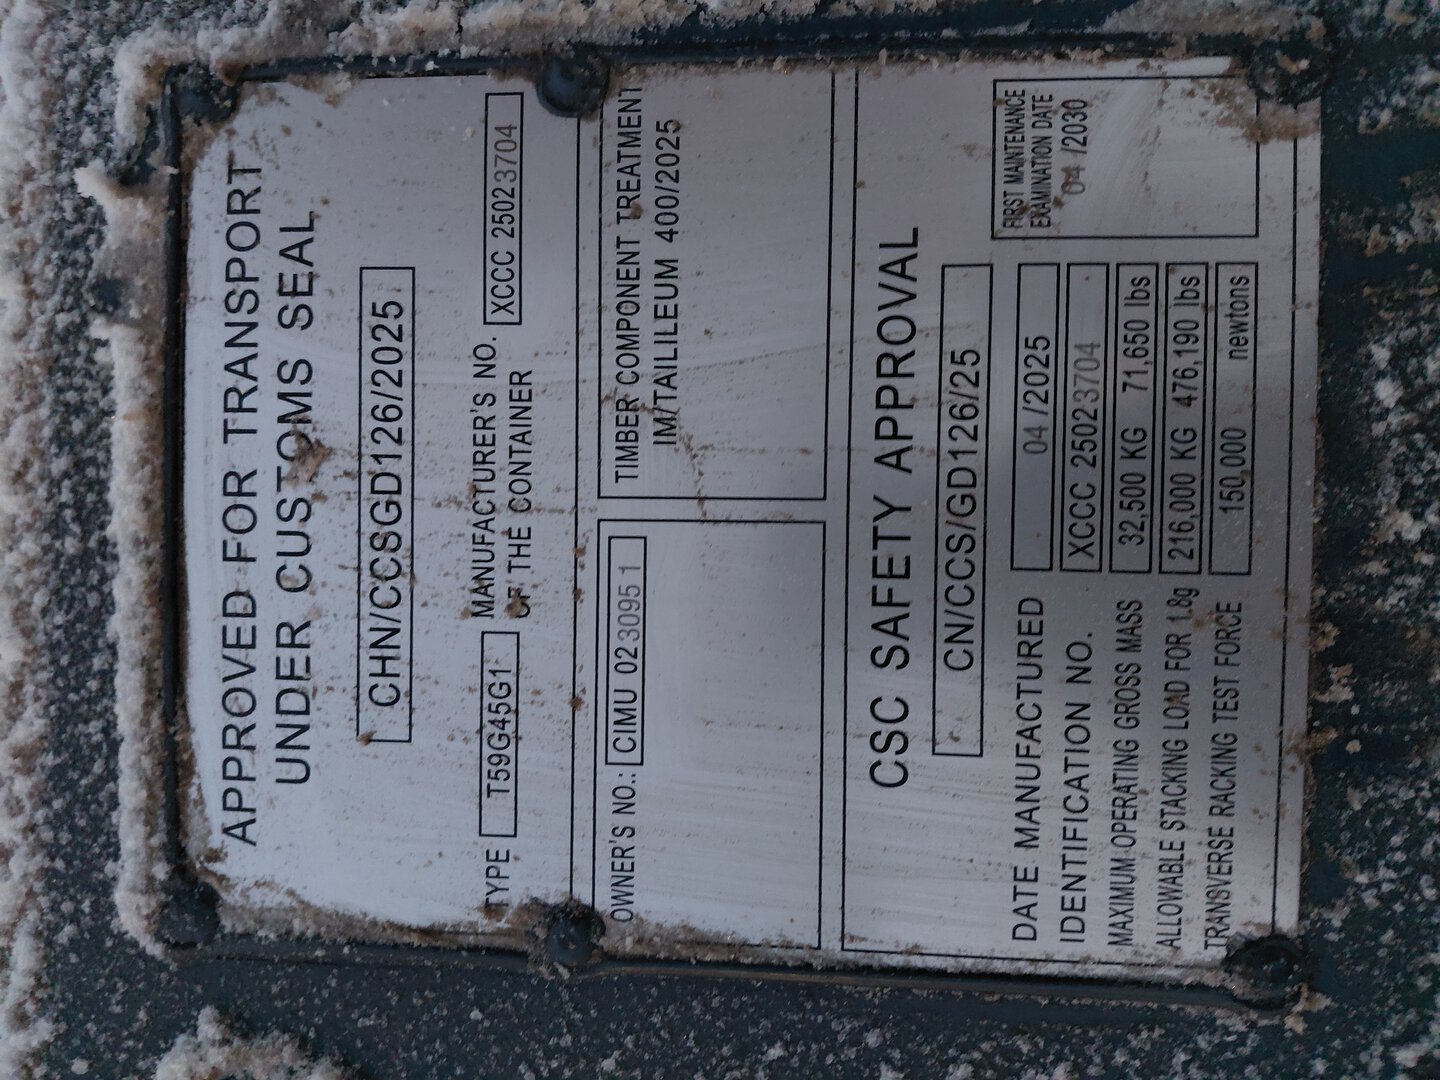 APPROVED FOR TRANSPORT
UNDER CUSTOMS SEAL
CHN/CCSGD126/2025
TYPE T59G45G1 MANUFACTURER'S NO. XCCC 25023704
OF THE CONTAINER
OWNER'S NO.: CIMU 023095 1
TIMBER COMPONENT TREATMENT
IM/TAILILEUM 400/2025
CSC SAFETY APPROVAL
CN/CCS/GD126/25
DATE MANUFACTURED 04 /2025
IDENTIFICATION NO. XCCC 25023704
MAXIMUM OPERATING GROSS MASS 32,500 KG 71,650 lbs
ALLOWABLE STACKING LOAD FOR 1.8g 216,000 KG 476,190 lbs
TRANSVERSE RACKING TEST FORCE 150,000 newtons
FIRST MAINTENANCE
EXAMINATION DATE
04 /2030